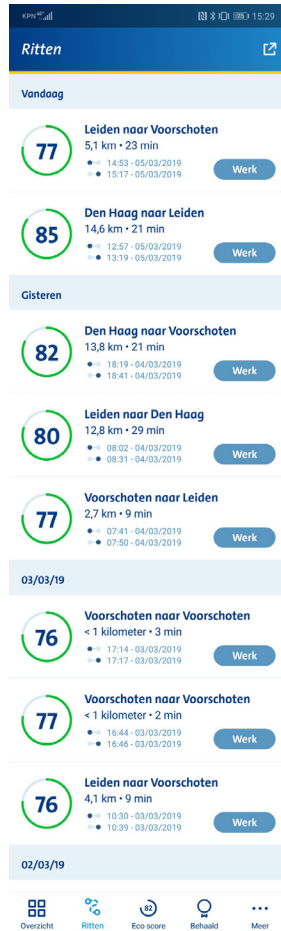 KPN 15:29
Ritten
Vandaag
Leiden naar Voorschoten
77
5,1 km • 23 min
14:53 - 05/03/2019
15:17 - 05/03/2019
Werk
Den Haag naar Leiden
85
14,6 km • 21 min
12:57 - 05/03/2019
13:19 - 05/03/2019
Werk
Gisteren
Den Haag naar Voorschoten
82
13,8 km • 21 min
18:19 - 04/03/2019
18:41 - 04/03/2019
Werk
Leiden naar Den Haag
80
12,8 km • 29 min
08:02 - 04/03/2019
08:31 - 04/03/2019
Werk
Voorschoten naar Leiden
77
2,7 km • 9 min
07:41 - 04/03/2019
07:50 - 04/03/2019
Werk
03/03/19
Voorschoten naar Voorschoten
76
< 1 kilometer • 3 min
17:14 - 03/03/2019
17:17 - 03/03/2019
Werk
Voorschoten naar Voorschoten
77
< 1 kilometer • 2 min
16:44 - 03/03/2019
16:46 - 03/03/2019
Werk
Leiden naar Voorschoten
76
4,1 km • 9 min
10:30 - 03/03/2019
10:39 - 03/03/2019
Werk
02/03/19
82
Overzicht Ritten Eco score Behaald Meer